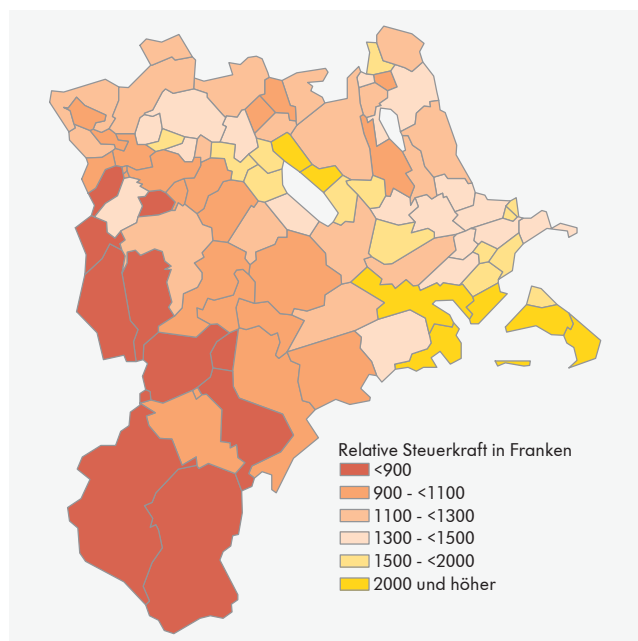 Relative Steuerkraft in Franken
<900
900 - <1100
1100 - <1300
1300 - <1500
1500 - <2000
2000 und höher